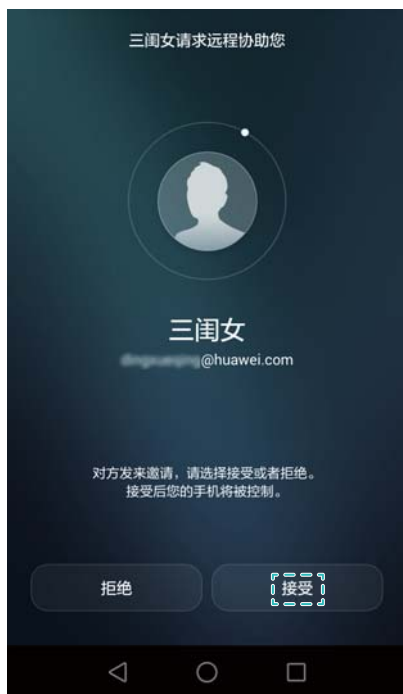 三闺女请求远程协助您
三闺女
@huawei.com
对方发来邀请，请选择接受或者拒绝。
接受后您的手机将被控制。
拒绝
接受